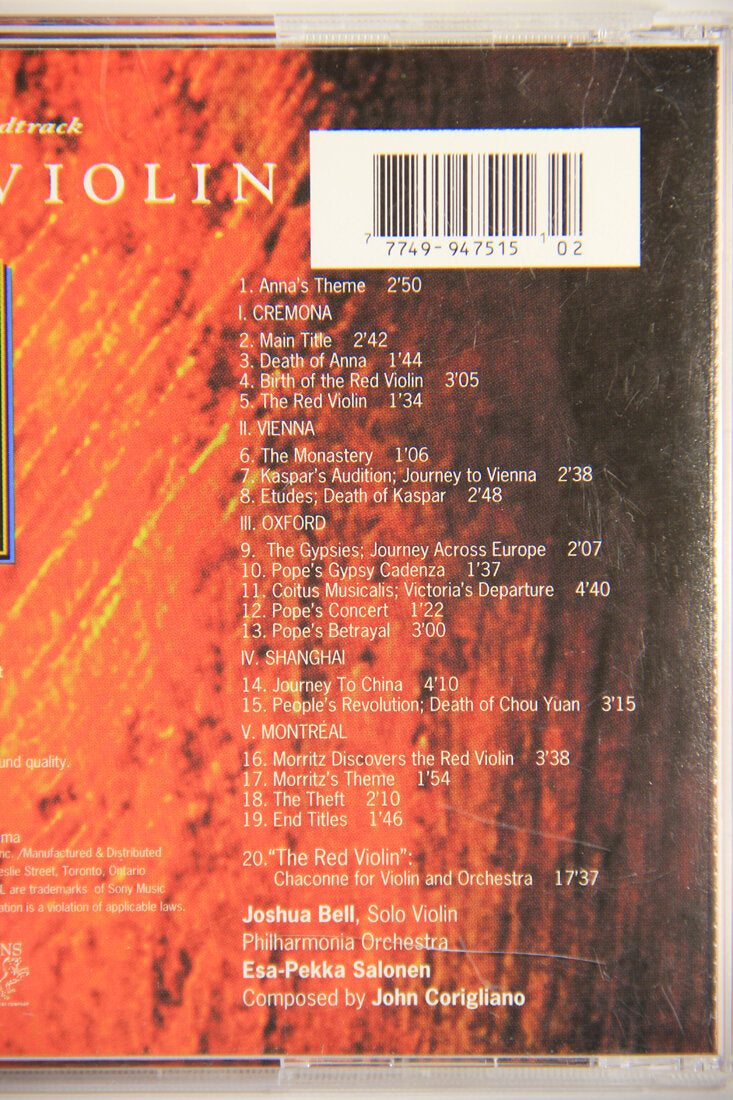 dtrack
VIOLIN
7 7749-947515 1 02
1. Anna's Theme 2'50
I. CREMONA
2. Main Title 2'42
3. Death of Anna 1'44
4. Birth of the Red Violin 3'05
5. The Red Violin 1'34
II. VIENNA
6. The Monastery 1'06
7. Kaspar's Audition; Journey to Vienna 2'38
8. Etudes; Death of Kaspar 2'48
III. OXFORD
9. The Gypsies; Journey Across Europe 2'07
10. Pope's Gypsy Cadenza 1'37
11. Coitus Musicalis; Victoria's Departure 4'40
12. Pope's Concert 1'22
13. Pope's Betrayal 3'00
IV. SHANGHAI
14. Journey To China 4'10
15. People's Revolution; Death of Chou Yuan 3'15
V. MONTRÉAL
16. Morritz Discovers the Red Violin 3'38
17. Morritz's Theme 1'54
18. The Theft 2'10
19. End Titles 1'46
20."The Red Violin":
Chaconne for Violin and Orchestra 17'37
Joshua Bell, Solo Violin
Philharmonia Orchestra
Esa-Pekka Salonen
Composed by John Corigliano
t
und quality.
ma
nc. /Manufactured & Distributed
eslie Street, Toronto, Ontario
L are trademarks of Sony Music
ation is a violation of applicable laws.
NS